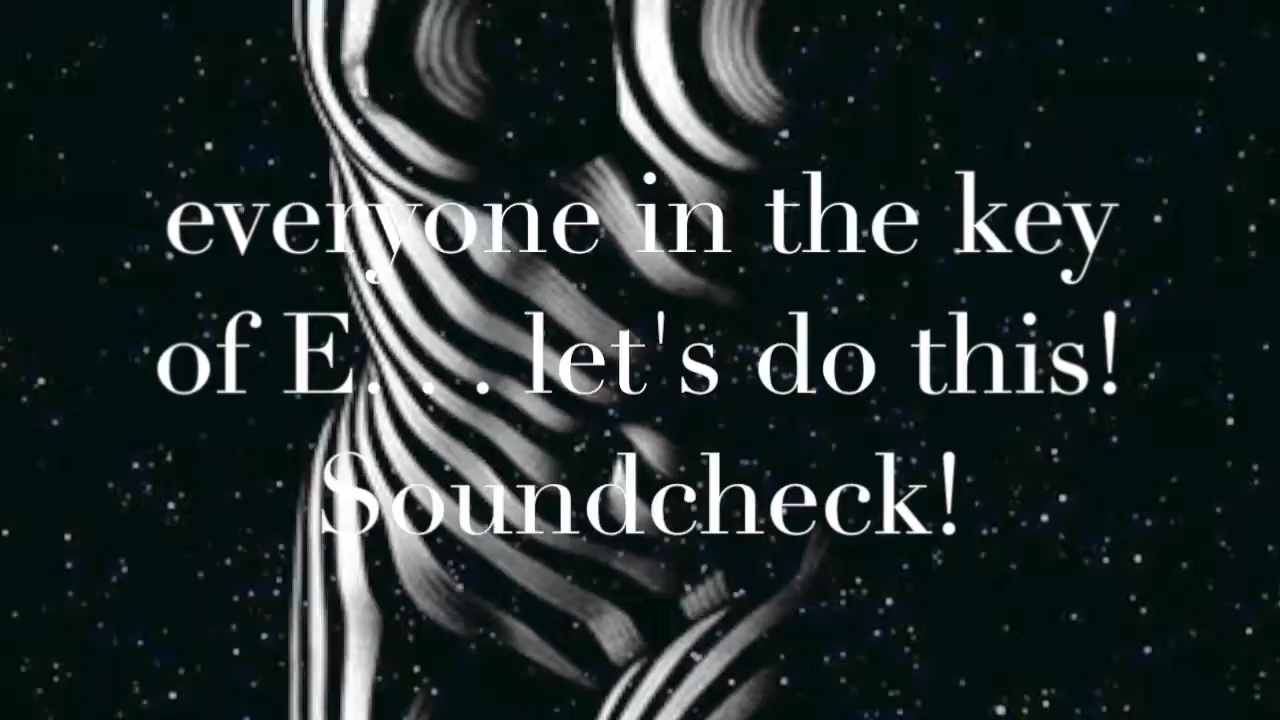 everyone in the key
of E. . . let's do this!
Soundcheck!